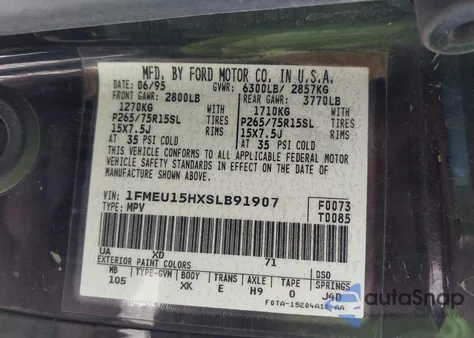 MFD. BY FORD MOTOR CO. IN U.S.A.
DATE: 06/95 GVWR: 6300LB/ 2857KG
FRONT GAWR: 2800LB REAR GAWR: 3770LB
1270KG WITH 1710KG WITH
P265/75R15SL TIRES P265/75R15SL TIRES
15X7.5J RIMS 15X7.5J RIMS
AT 35 PSI COLD AT 35 PSI COLD
THIS VEHICLE CONFORMS TO ALL APPLICABLE FEDERAL MOTOR
VEHICLE SAFETY STANDARDS IN EFFECT ON THE DATE OF
MANUFACTURE SHOWN ABOVE.
VIN: 1FMEU15HXSLB91907 F0073
TYPE: MPV T0085
UA XD 71
EXTERIOR PAINT COLORS DSO
WB TYPE-GVM BODY TRANS AXLE TAPE SPRINGS
105 XK E H9 0 J4D
F0TA-15204A10-AA
autoSnap